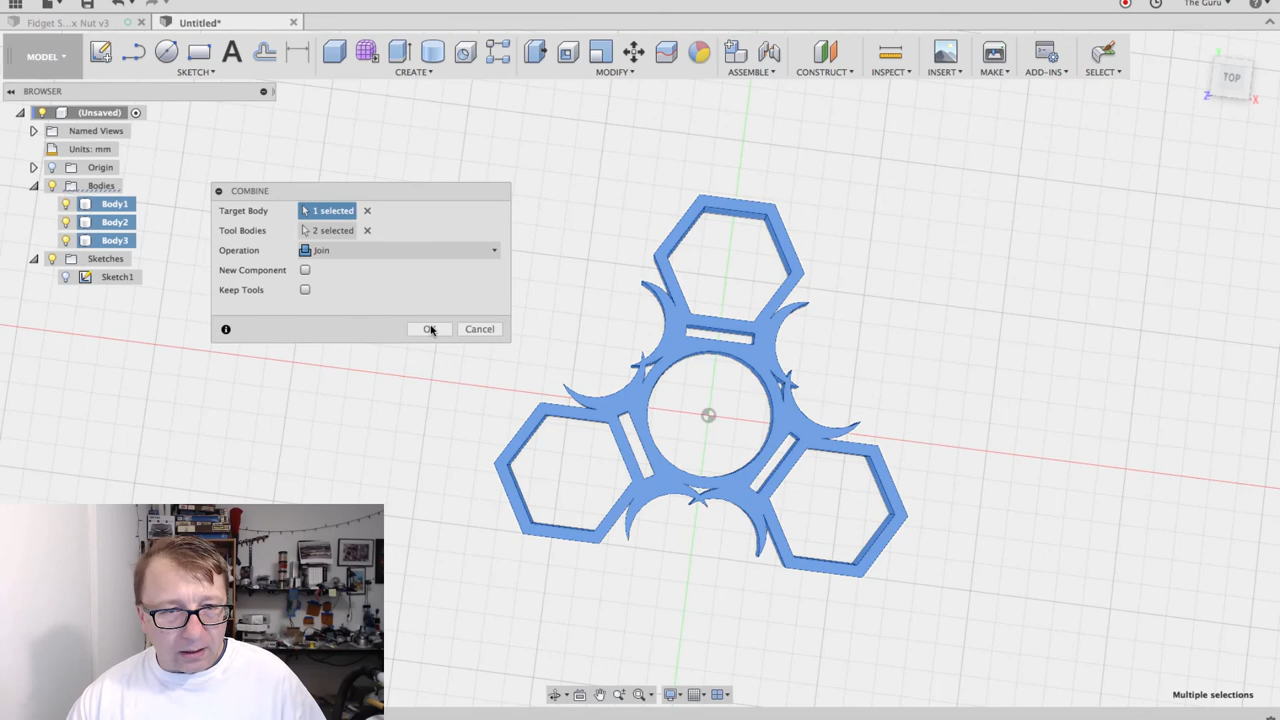 The Guru
Fidget S...x Nut v3
Untitled*
MODEL
SKETCH
CREATE
MODIFY
ASSEMBLE
CONSTRUCT
INSPECT
INSERT
MAKE
ADD-INS
SELECT
BROWSER
TOP
Y
Z
X
(Unsaved)
Named Views
Units: mm
Origin
Bodies
Body1
Body2
Body3
Sketches
Sketch1
COMBINE
Target Body
1 selected
Tool Bodies
2 selected
Operation
Join
New Component
Keep Tools
Cancel
Multiple selections